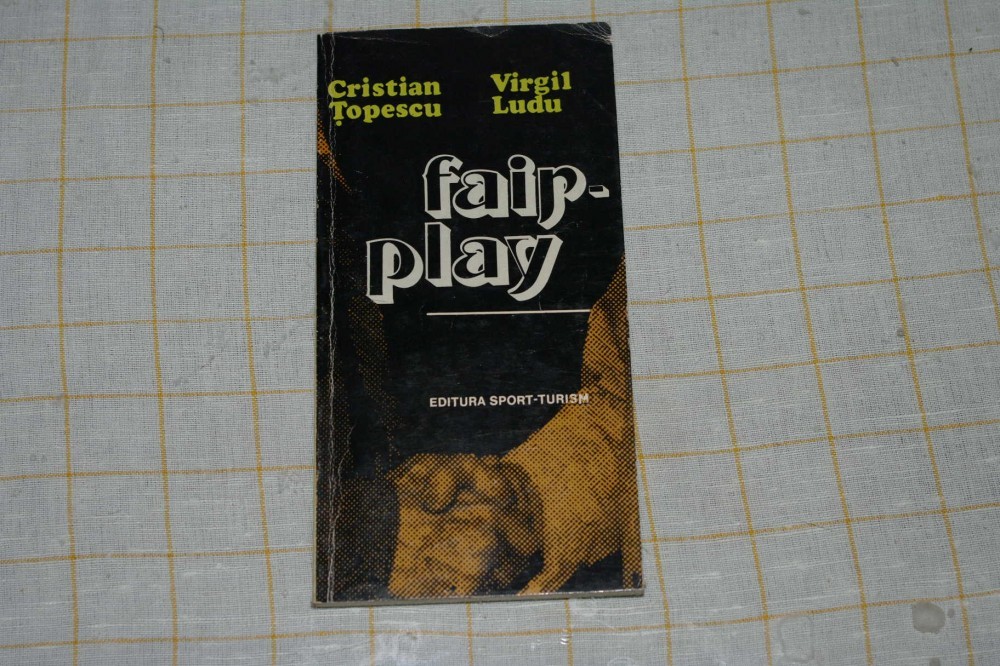 Cristian
Țopescu
Virgil
Ludu
fair-
play
EDITURA SPORT-TURISM